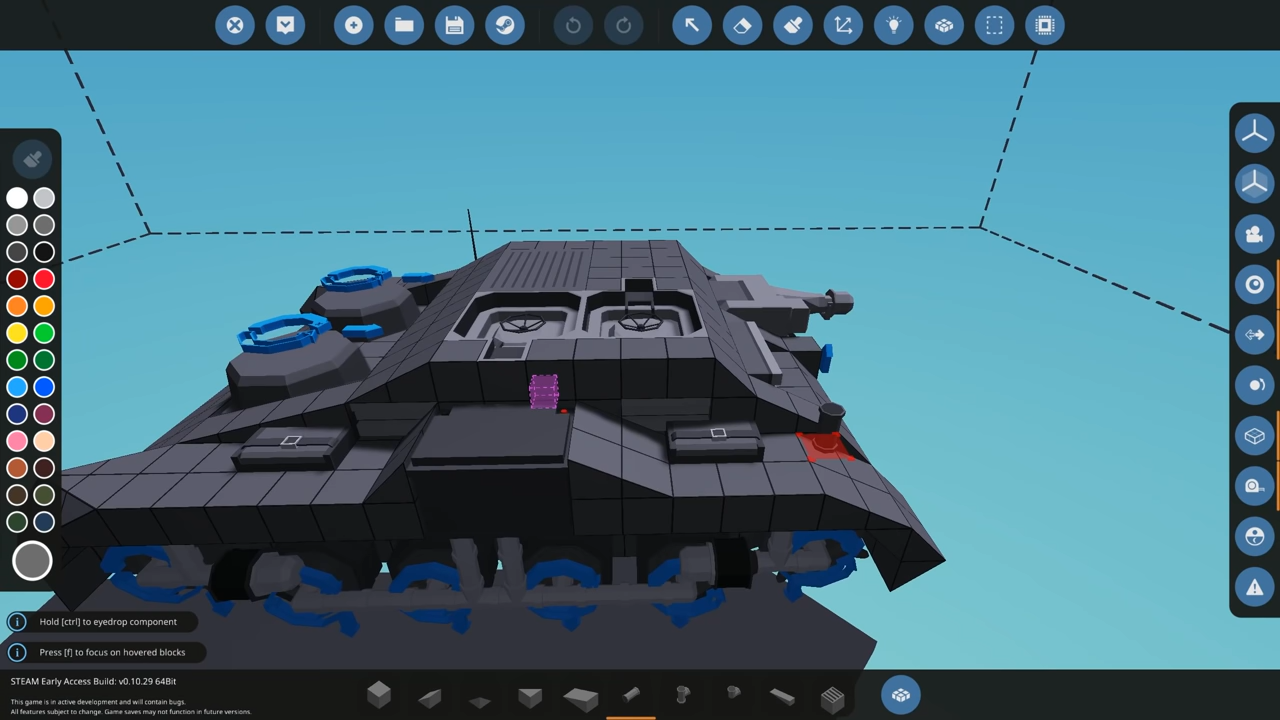 Hold [ctrl] to eyedrop component
Press [f] to focus on hovered blocks
STEAM Early Access Build: v0.10.29 64Bit
This game is in active development and will contain bugs.
All features subject to change. Game saves may not function in future versions.